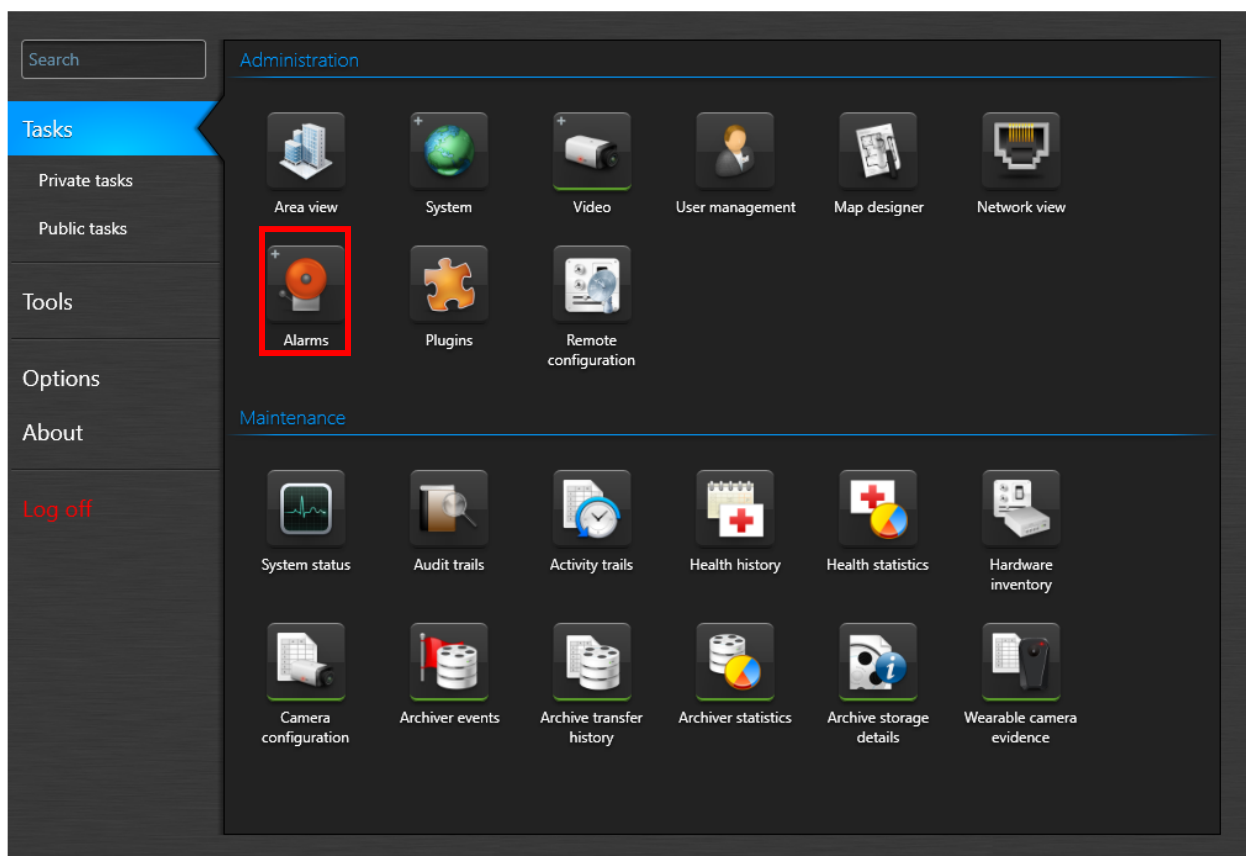 Search
Tasks
Private tasks
Public tasks
Tools
Options
About
Log off
Administration
Area view
System
Video
User management
Map designer
Network view
Alarms
Plugins
Remote
configuration
Maintenance
System status
Audit trails
Activity trails
Health history
Health statistics
Hardware
inventory
Camera
configuration
Archiver events
Archive transfer
history
Archiver statistics
Archive storage
details
Wearable camera
evidence